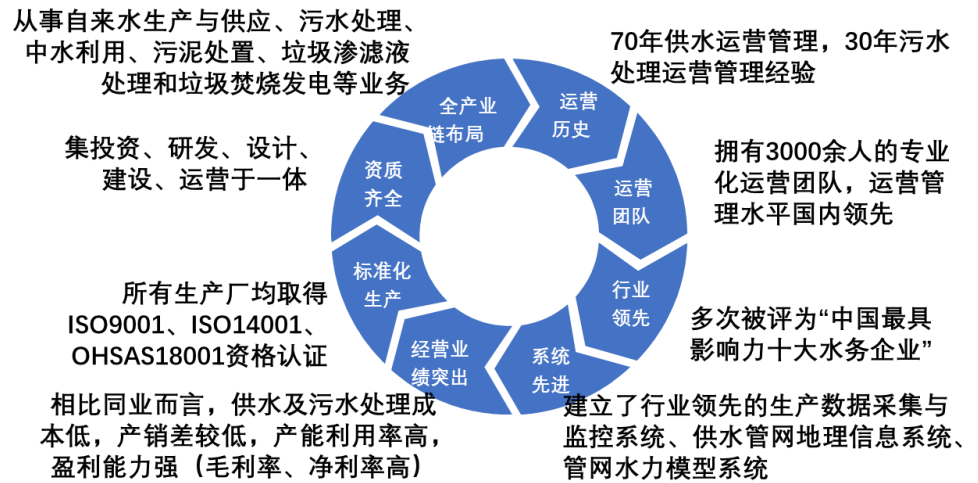 从事自来水生产与供应、污水处理、
中水利用、污泥处置、垃圾渗滤液
处理和垃圾焚烧发电等业务
70年供水运营管理，30年污水
处理运营管理经验
全产业
链布局
运营
历史
集投资、研发、设计、
建设、运营于一体
资质
齐全
运营
团队
拥有3000余人的专业
化运营团队，运营管
理水平国内领先
标准化
生产
行业
领先
所有生产厂均取得
ISO9001、ISO14001、
OHSAS18001资格认证
多次被评为“中国最具
影响力十大水务企业”
经营业
绩突出
系统
先进
相比同业而言，供水及污水处理成
本低，产销差较低，产能利用率高，
盈利能力强（毛利率、净利率高）
建立了行业领先的生产数据采集与
监控系统、供水管网地理信息系统、
管网水力模型系统